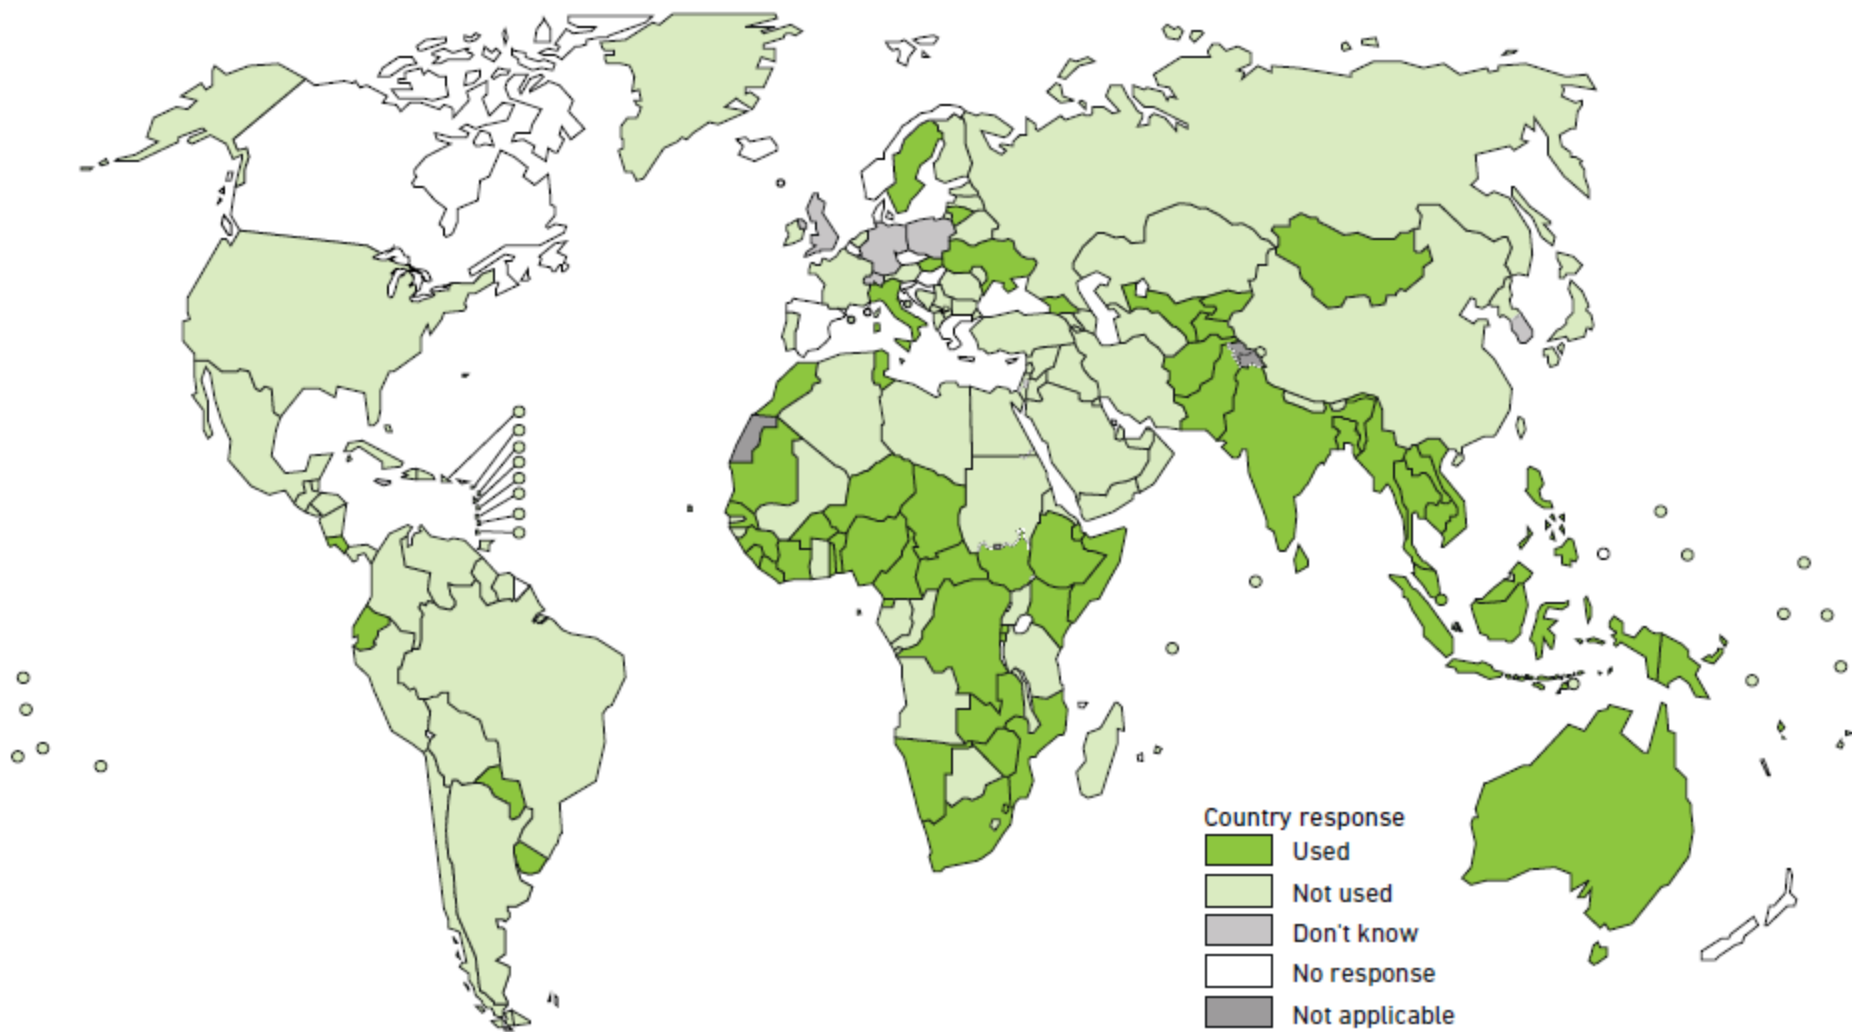 Country response
Used
Not used
Don't know
No response
Not applicable